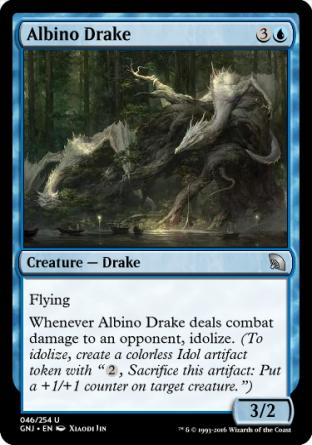 Albino Drake 3
Creature — Drake
Flying
Whenever Albino Drake deals combat
damage to an opponent, idolize. (To
idolize, create a colorless Idol artifact
token with “2, Sacrifice this artifact: Put
a +1/+1 counter on target creature.”)
3/2
046/254 U
GNJ • EN Xiaodi Jin
™ & © 1993-2016 Wizards of the Coast